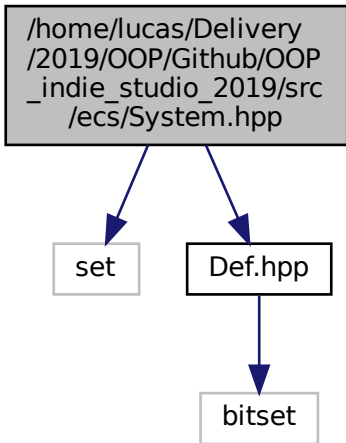 /home/lucas/Delivery
/2019/OOP/Github/OOP
_indie_studio_2019/src
/ecs/System.hpp
set
Def.hpp
bitset